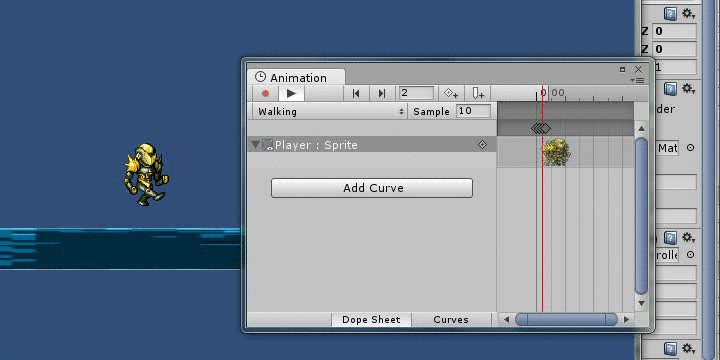 Animation
2
0:00
Walking
Sample 10
Player : Sprite
Add Curve
Dope Sheet
Curves
Z 0
Z 0
1
der
Mat
rolle